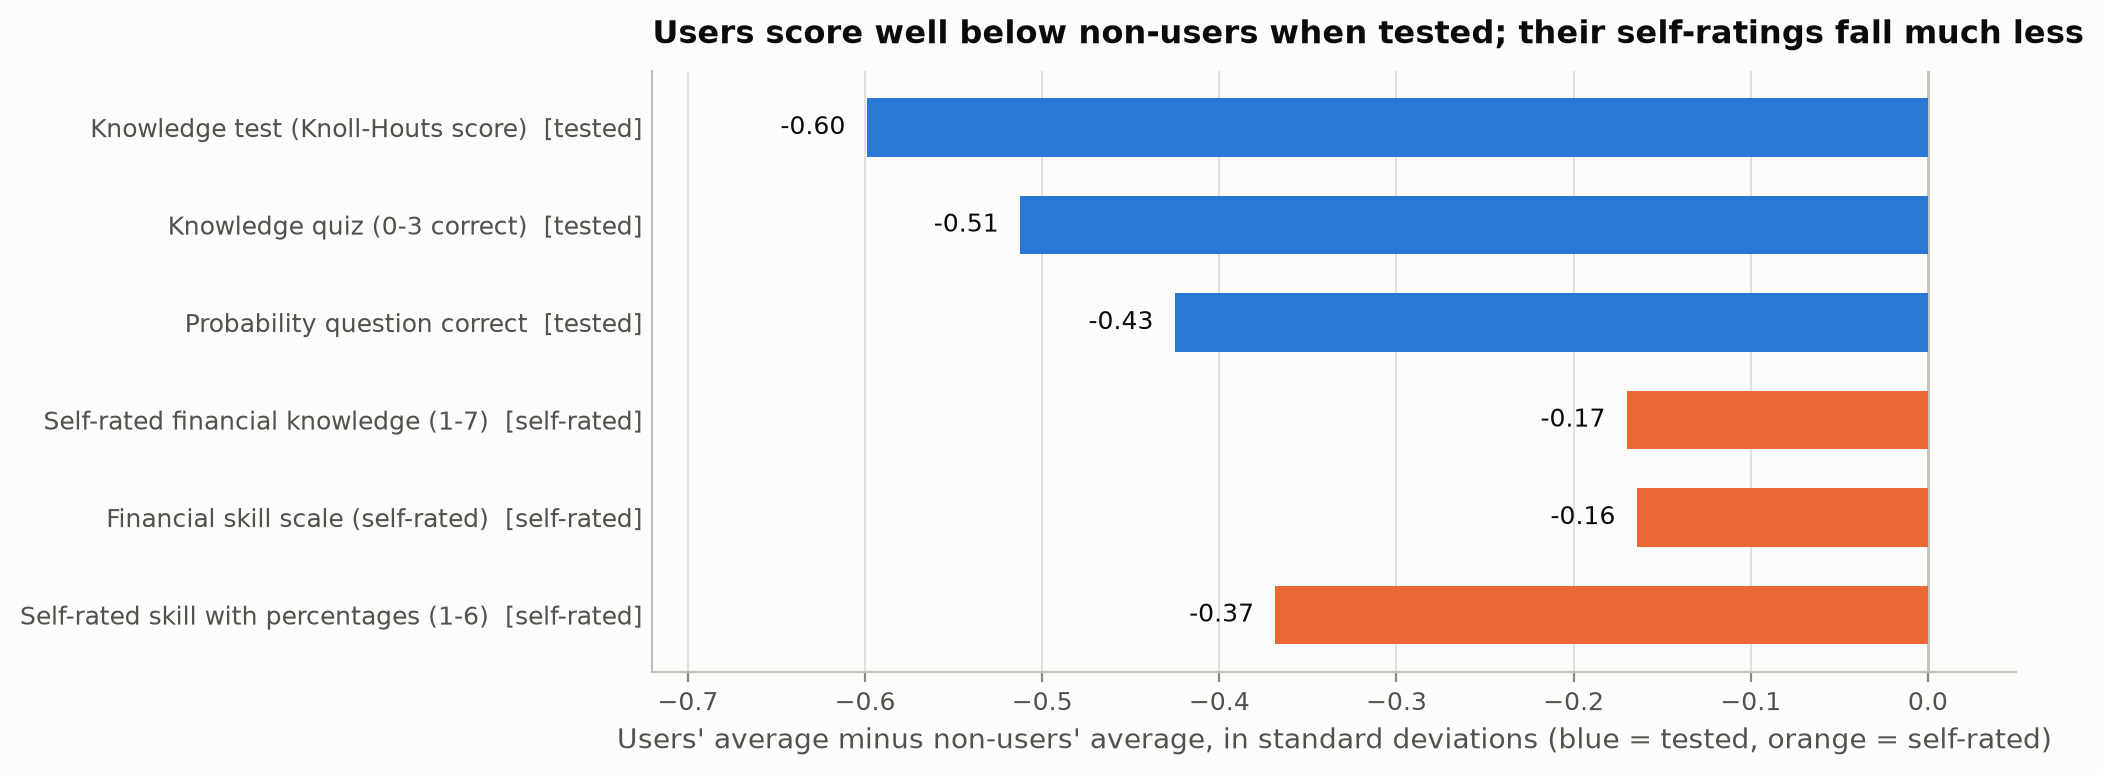 Users score well below non-users when tested; their self-ratings fall much less
Knowledge test (Knoll-Houts score)  [tested]
-0.60
Knowledge quiz (0-3 correct)  [tested]
-0.51
Probability question correct  [tested]
-0.43
Self-rated financial knowledge (1-7)  [self-rated]
-0.17
Financial skill scale (self-rated)  [self-rated]
-0.16
Self-rated skill with percentages (1-6)  [self-rated]
-0.37
−0.7 −0.6 −0.5 −0.4 −0.3 −0.2 −0.1 0.0
Users' average minus non-users' average, in standard deviations (blue = tested, orange = self-rated)